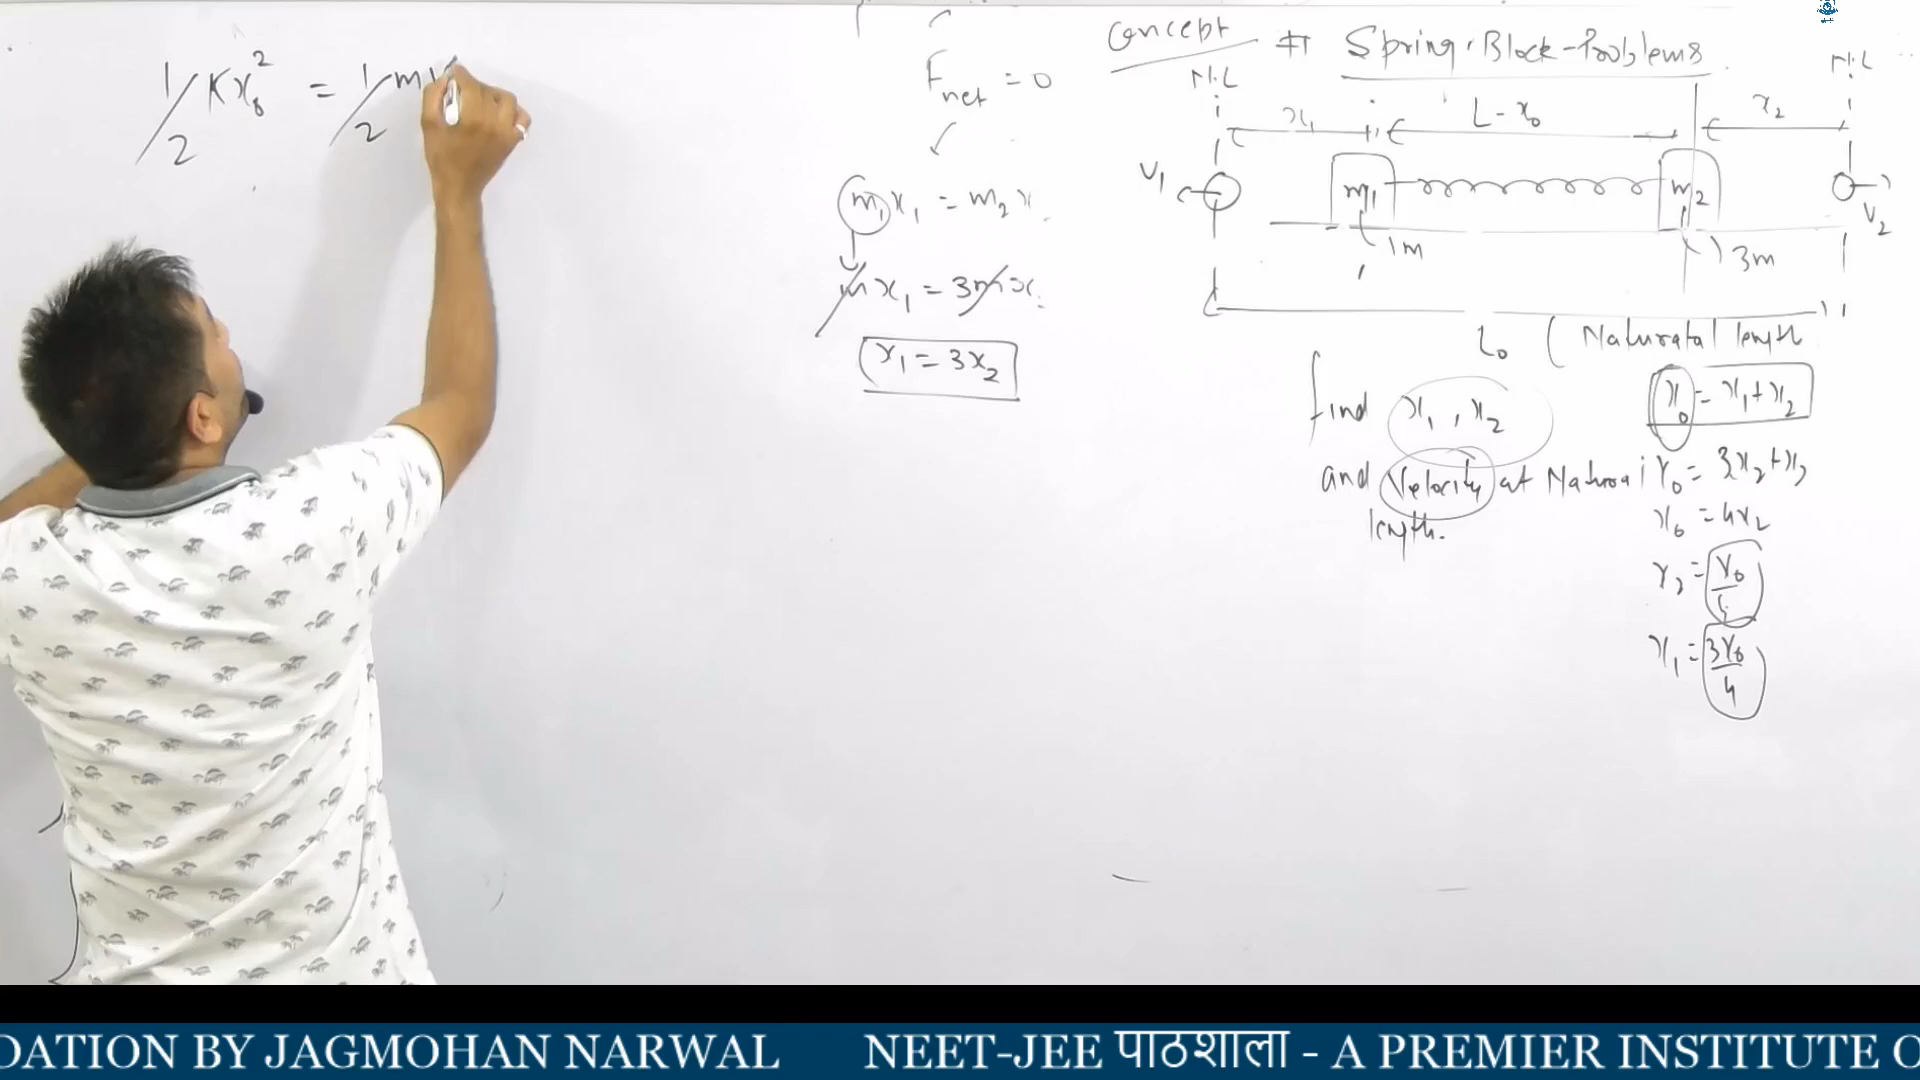 Concept # Spring-Block-Problems
N.L
N.L
x₁
L - x₀
x₂
V₁
m₁
m₂
V₂
1m
3m
L₀ ( Naturatal length
find x₁ , x₂
and Velocity at Natural
length.
x₀ = x₁ + x₂
x₀ = 3x₂ + x₂
x₀ = 4x₂
x₂ = x₀/4
x₁ = 3x₀/4
Fnet = 0
m₁x₁ = m₂x
mx₁ = 3mx
x₁ = 3x₂
1/2 Kx₀² = 1/2 m
DATION BY JAGMOHAN NARWAL NEET-JEE पाठशाला - A PREMIER INSTITUTE O